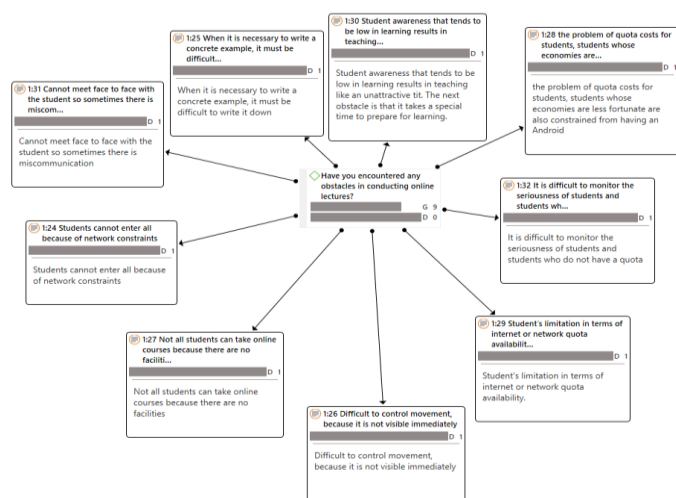 1:30 Student awareness that tends to
be low in learning results in
teaching...
D 1
Student awareness that tends to be
low in learning results in teaching
like an unattractive tit. The next
obstacle is that it takes a special
time to prepare for learning.
1:25 When it is necessary to write a
concrete example, it must be
difficult...
D 1
When it is necessary to write a
concrete example, it must be
difficult to write it down
1:28 the problem of quota costs for
students, students whose
economies are...
D 1
the problem of quota costs for
students, students whose
economies are less fortunate are
also constrained from having an
Android
1:31 Cannot meet face to face with
the student so sometimes there is
miscom...
D 1
Cannot meet face to face with the
student so sometimes there is
miscommunication
Have you encountered any
obstacles in conducting online
lectures?
G 9
D 0
1:32 It is difficult to monitor the
seriousness of students and
students wh...
D 1
It is difficult to monitor the
seriousness of students and
students who do not have a quota
1:24 Students cannot enter all
because of network constraints
D 1
Students cannot enter all because
of network constraints
1:29 Student's limitation in terms of
internet or network quota
availabilit...
D 1
Student's limitation in terms of
internet or network quota
availability.
1:27 Not all students can take online
courses because there are no
faciliti...
D 1
Not all students can take online
courses because there are no
facilities
1:26 Difficult to control movement,
because it is not visible immediately
D 1
Difficult to control movement,
because it is not visible immediately